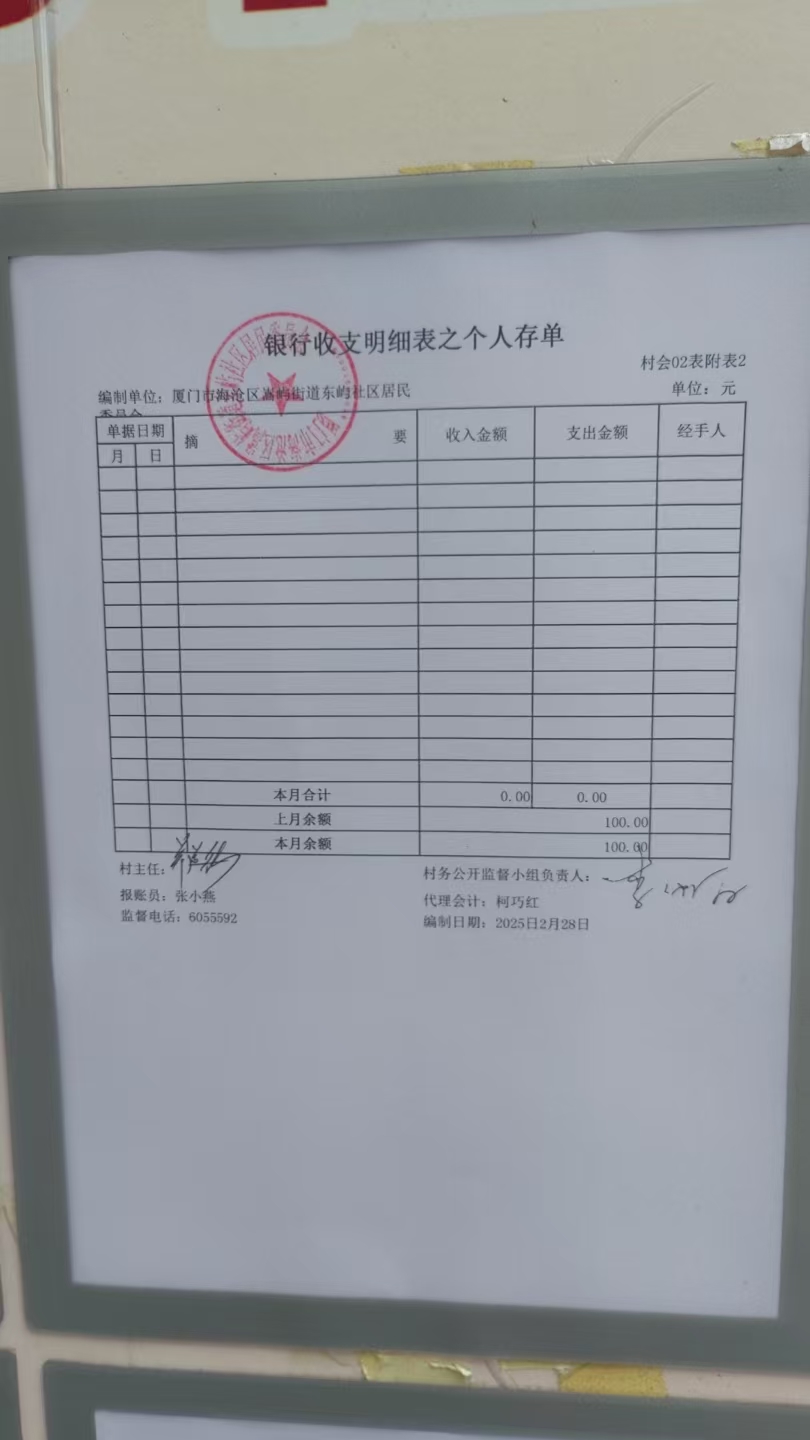 银行收支明细表之个人存单
村会02表附表2
编制单位：厦门市海沧区嵩屿街道东屿社区居民
委员会
单位：元
单据日期 摘 要 收入金额 支出金额 经手人
月 日
本月合计 0.00 0.00
上月余额 100.00
本月余额 100.00
村主任：
村务公开监督小组负责人：
报账员：张小燕
代理会计：柯巧红
监督电话：6055592
编制日期：2025日2月28日